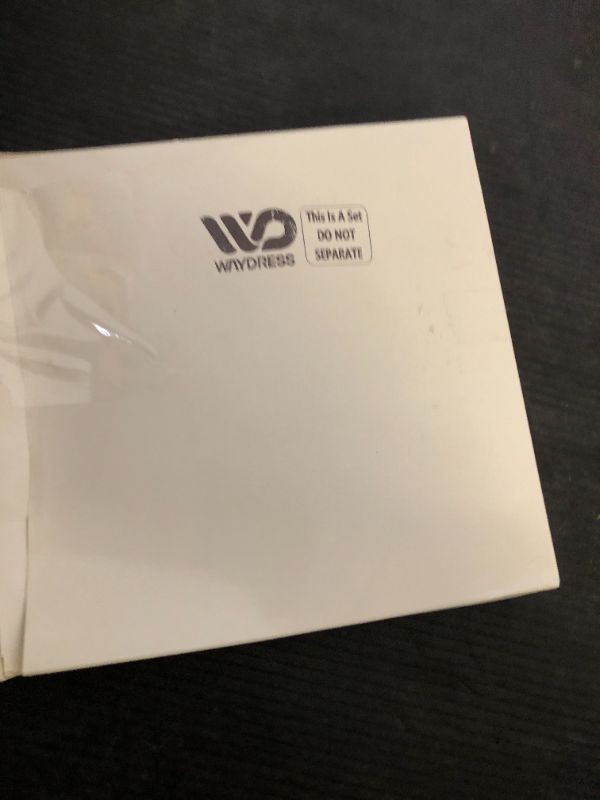 WAYDRESS
This Is A Set
DO NOT
SEPARATE